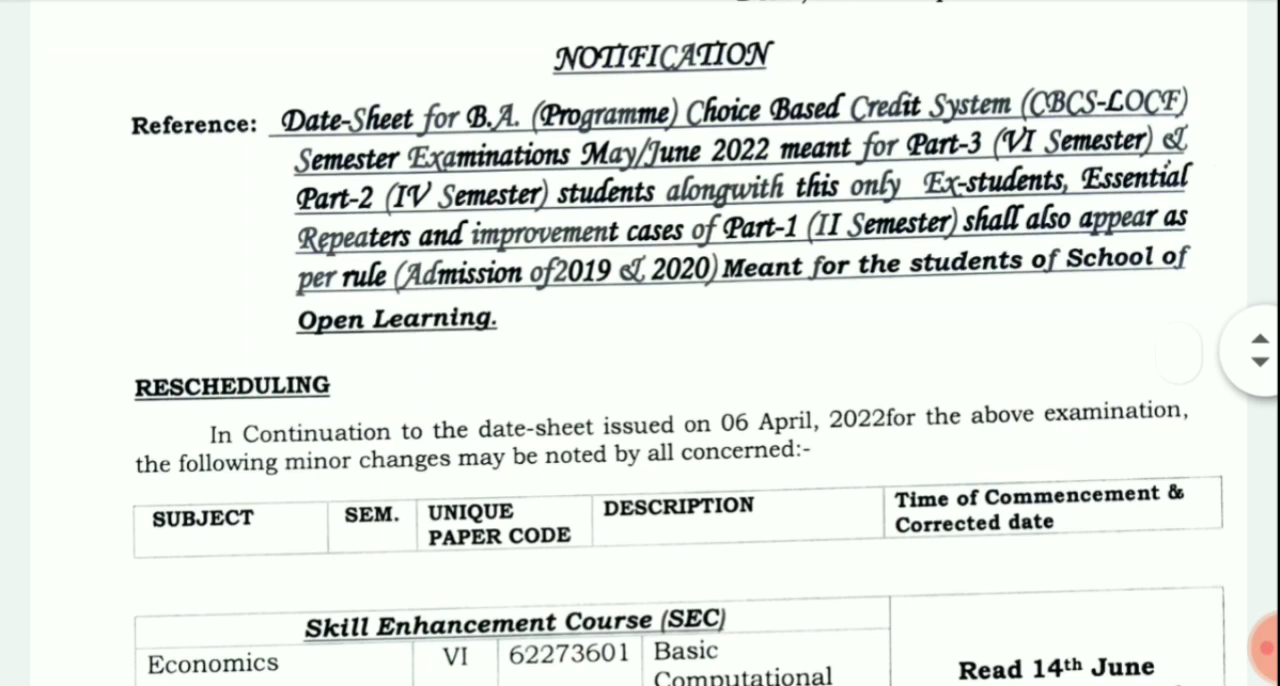 NOTIFICATION
Reference: Date-Sheet for B.A. (Programme) Choice Based Credit System (CBCS-LOCF)
Semester Examinations May/June 2022 meant for Part-3 (VI Semester) &
Part-2 (IV Semester) students alongwith this only Ex-students, Essential
Repeaters and improvement cases of Part-1 (II Semester) shall also appear as
per rule (Admission of2019 & 2020) Meant for the students of School of
Open Learning.
RESCHEDULING
In Continuation to the date-sheet issued on 06 April, 2022for the above examination,
the following minor changes may be noted by all concerned:-
SUBJECT SEM. UNIQUE DESCRIPTION Time of Commencement &
PAPER CODE Corrected date
Skill Enhancement Course (SEC)
Economics VI 62273601 Basic Read 14th June
Computational